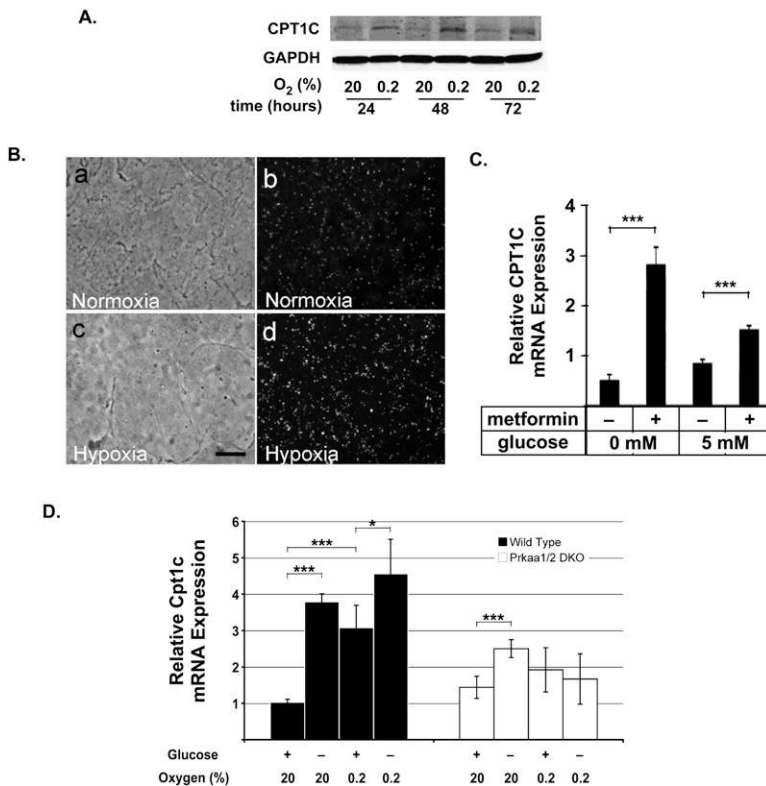 A.
CPT1C
GAPDH
O₂ (%) 20 0.2 20 0.2 20 0.2
time (hours) 24 48 72
B.
a
b
Normoxia
Normoxia
c
d
Hypoxia
Hypoxia
C.
Relative CPT1C
mRNA Expression
4
3
2
1
***
***
metformin – + – +
glucose 0 mM 5 mM
D.
Relative Cpt1c
mRNA Expression
6
5
4
3
2
1
Wild Type
Prkaa1/2 DKO
*
***
***
***
Glucose + – + – + – + –
Oxygen (%) 20 20 0.2 0.2 20 20 0.2 0.2